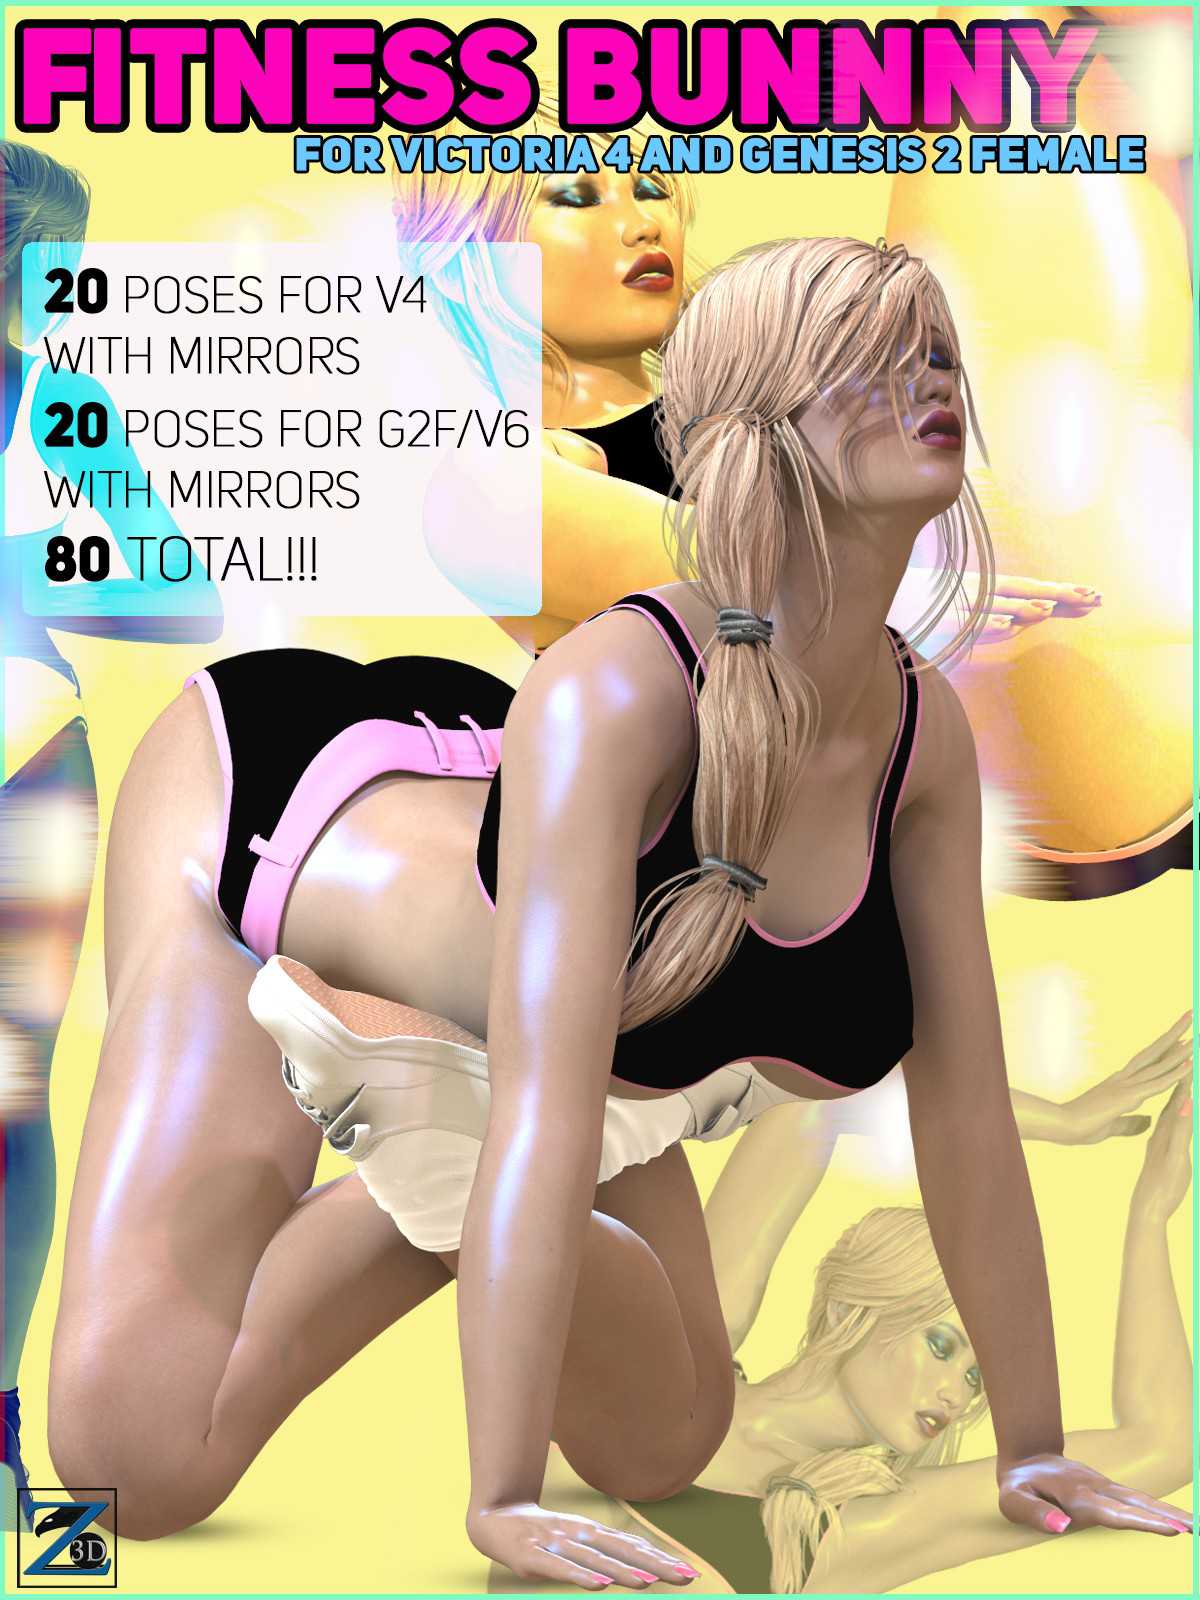 FITNESS BUNNNY
FOR VICTORIA 4 AND GENESIS 2 FEMALE
20 POSES FOR V4
WITH MIRRORS
20 POSES FOR G2F/V6
WITH MIRRORS
80 TOTAL!!!
Z
3D